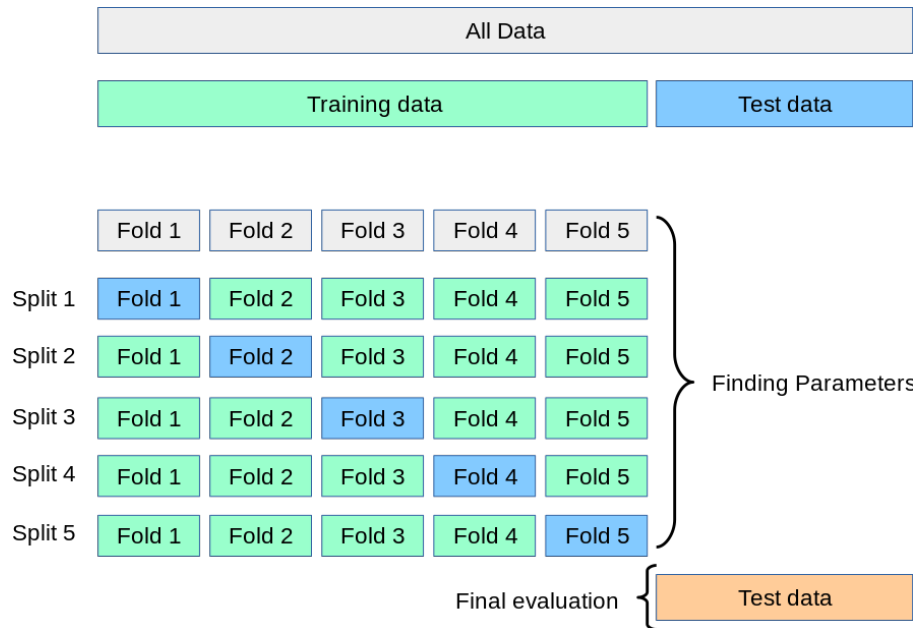 All Data
Training data Test data
Fold 1 Fold 2 Fold 3 Fold 4 Fold 5
Split 1 Fold 1 Fold 2 Fold 3 Fold 4 Fold 5
Split 2 Fold 1 Fold 2 Fold 3 Fold 4 Fold 5
Finding Parameters
Split 3 Fold 1 Fold 2 Fold 3 Fold 4 Fold 5
Split 4 Fold 1 Fold 2 Fold 3 Fold 4 Fold 5
Split 5 Fold 1 Fold 2 Fold 3 Fold 4 Fold 5
Final evaluation Test data